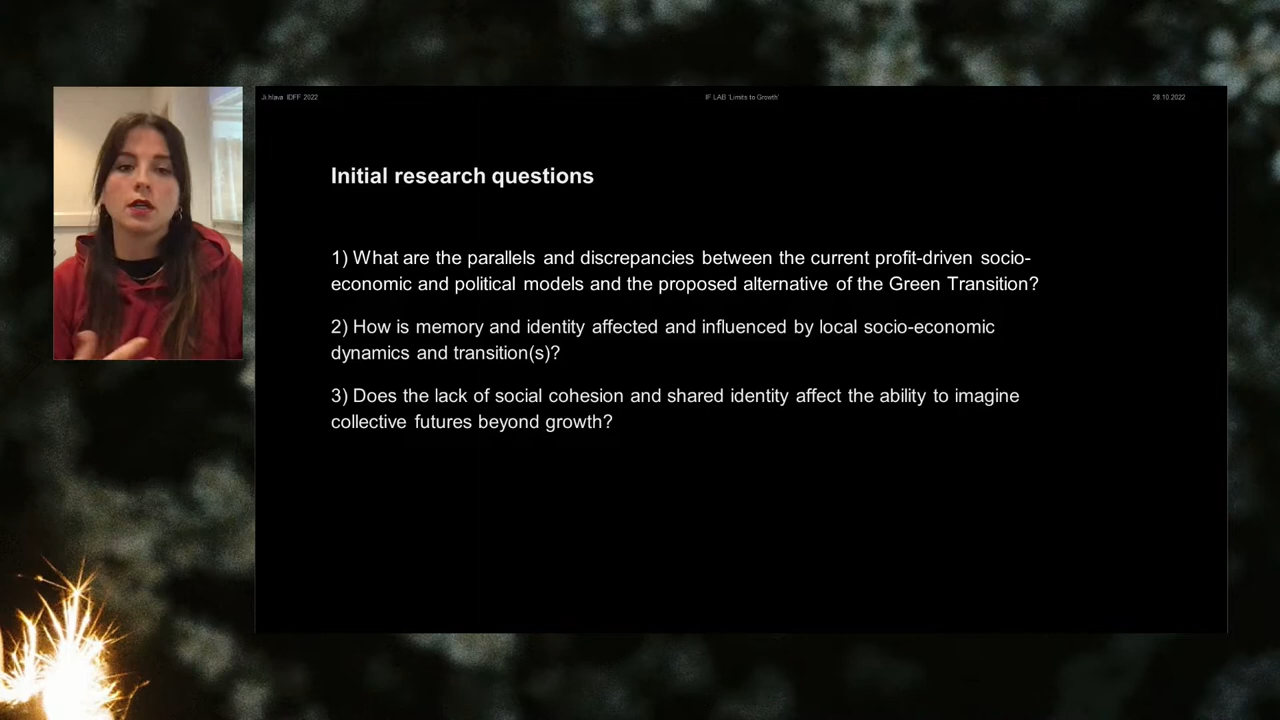 Ji.hlava IDFF 2022
IF LAB 'Limits to Growth'
28.10.2022
Initial research questions
1) What are the parallels and discrepancies between the current profit-driven socio-
economic and political models and the proposed alternative of the Green Transition?
2) How is memory and identity affected and influenced by local socio-economic
dynamics and transition(s)?
3) Does the lack of social cohesion and shared identity affect the ability to imagine
collective futures beyond growth?